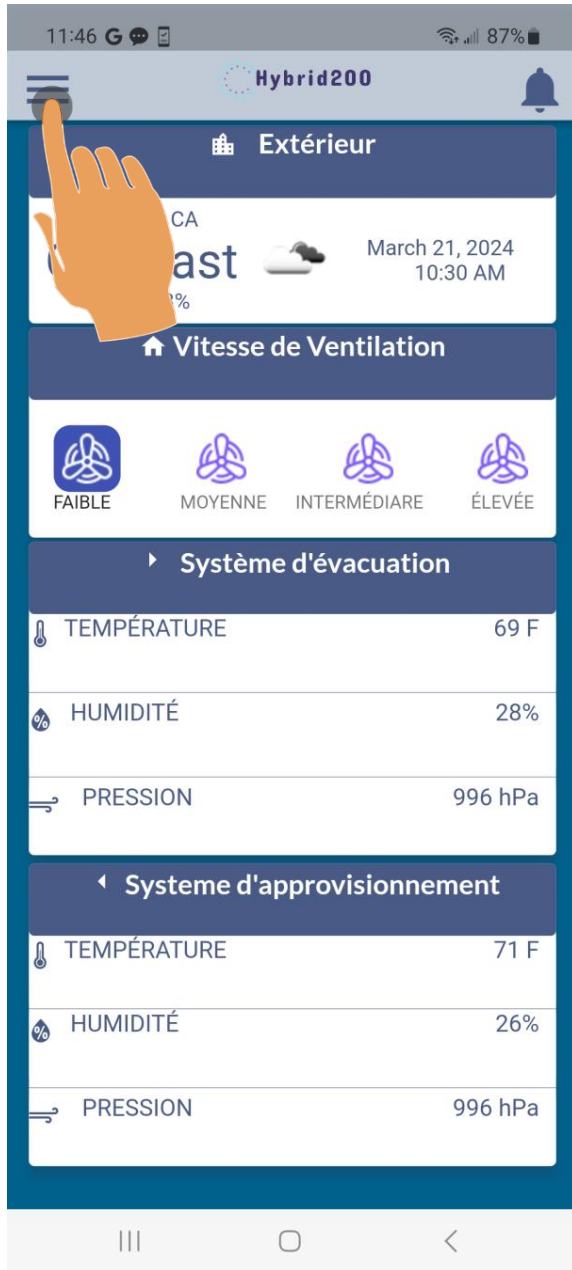 11:46 G 87%
Hybrid200
Extérieur
CA
March 21, 2024
10:30 AM
Vitesse de Ventilation
FAIBLE MOYENNE INTERMÉDIARE ÉLEVÉE
Système d'évacuation
TEMPÉRATURE 69 F
HUMIDITÉ 28%
PRESSION 996 hPa
Systeme d'approvisionnement
TEMPÉRATURE 71 F
HUMIDITÉ 26%
PRESSION 996 hPa